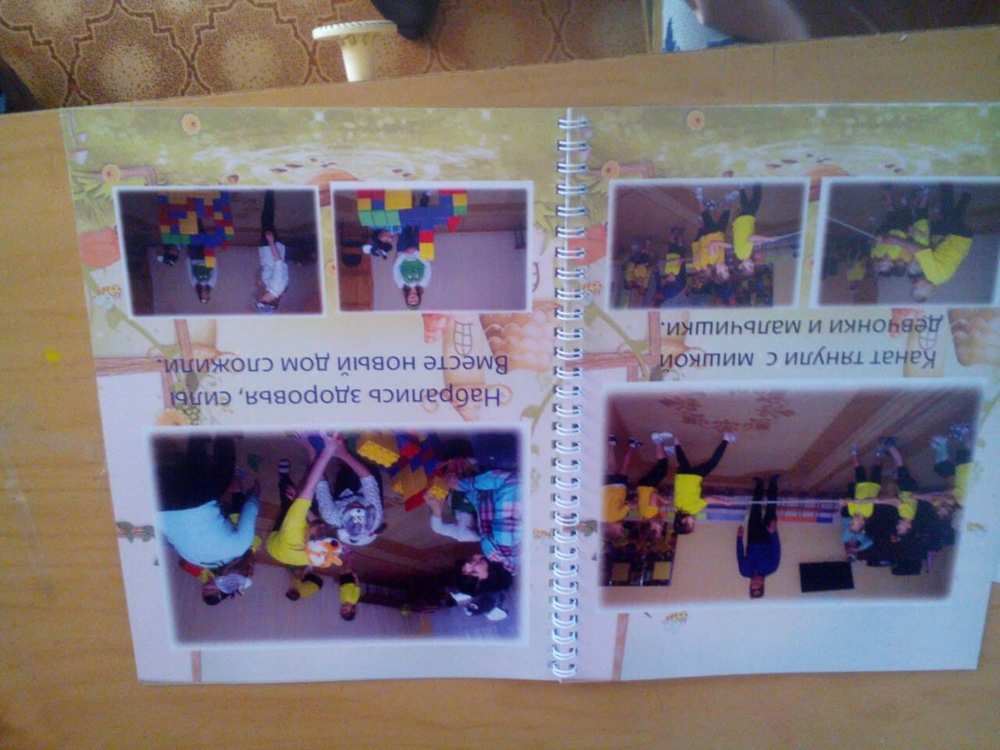 Канат тянули с мишкой
девчонки и мальчишки.
Набрались здоровья, силы
Вместе новый дом сложили.